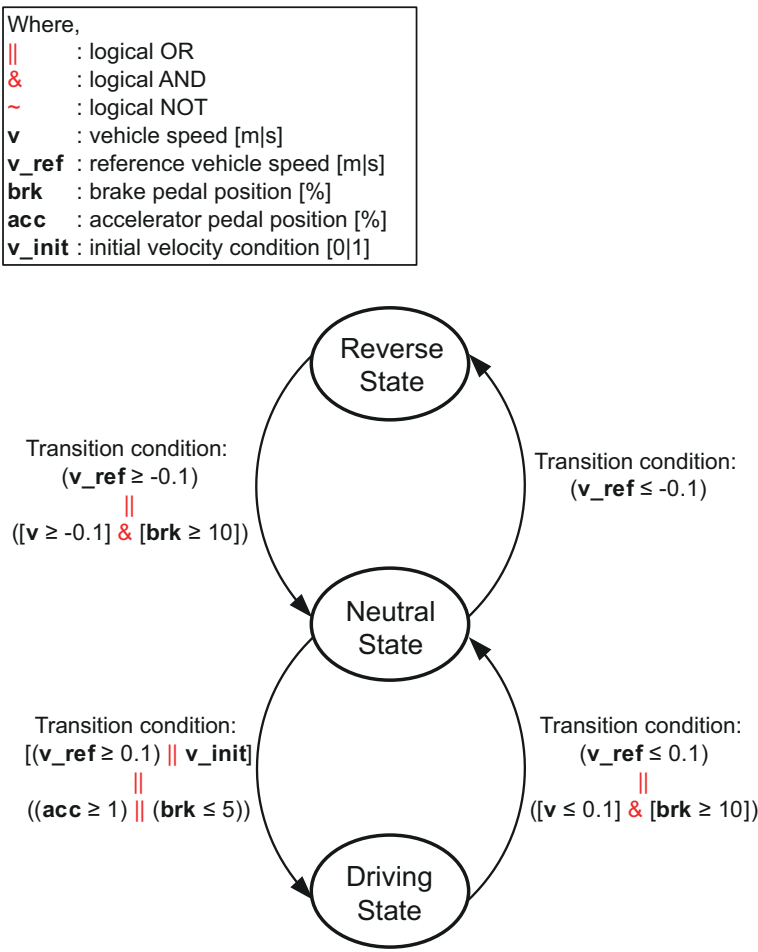 Where,
|| : logical OR
& : logical AND
~ : logical NOT
v : vehicle speed [m|s]
v_ref : reference vehicle speed [m|s]
brk : brake pedal position [%]
acc : accelerator pedal position [%]
v_init : initial velocity condition [0|1]
Reverse
State
Transition condition:
(v_ref ≥ -0.1)
||
([v ≥ -0.1] & [brk ≥ 10])
Transition condition:
(v_ref ≤ -0.1)
Neutral
State
Transition condition:
[(v_ref ≥ 0.1) || v_init]
||
((acc ≥ 1) || (brk ≤ 5))
Transition condition:
(v_ref ≤ 0.1)
||
([v ≤ 0.1] & [brk ≥ 10])
Driving
State